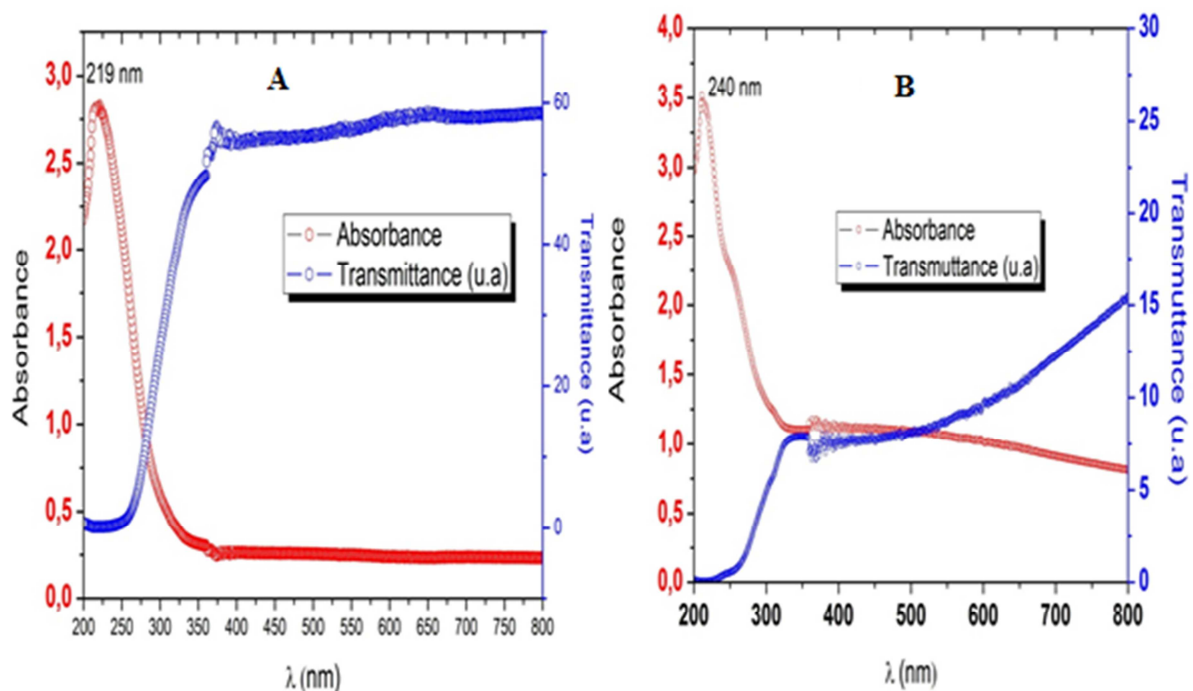 219 nm
A
Absorbance
3,0
2,5
2,0
1,5
1,0
0,5
0,0
Absorbance
Transmittance (u.a)
60
40
20
0
Transmittance (u.a)
200 250 300 350 400 450 500 550 600 650 700 750 800
λ (nm)
240 nm
B
Absorbance
4,0
3,5
3,0
2,5
2,0
1,5
1,0
0,5
0,0
Absorbance
Transmuttance (u.a)
30
25
20
15
10
5
0
Transmuttance (u.a)
200 300 400 500 600 700 800
λ (nm)